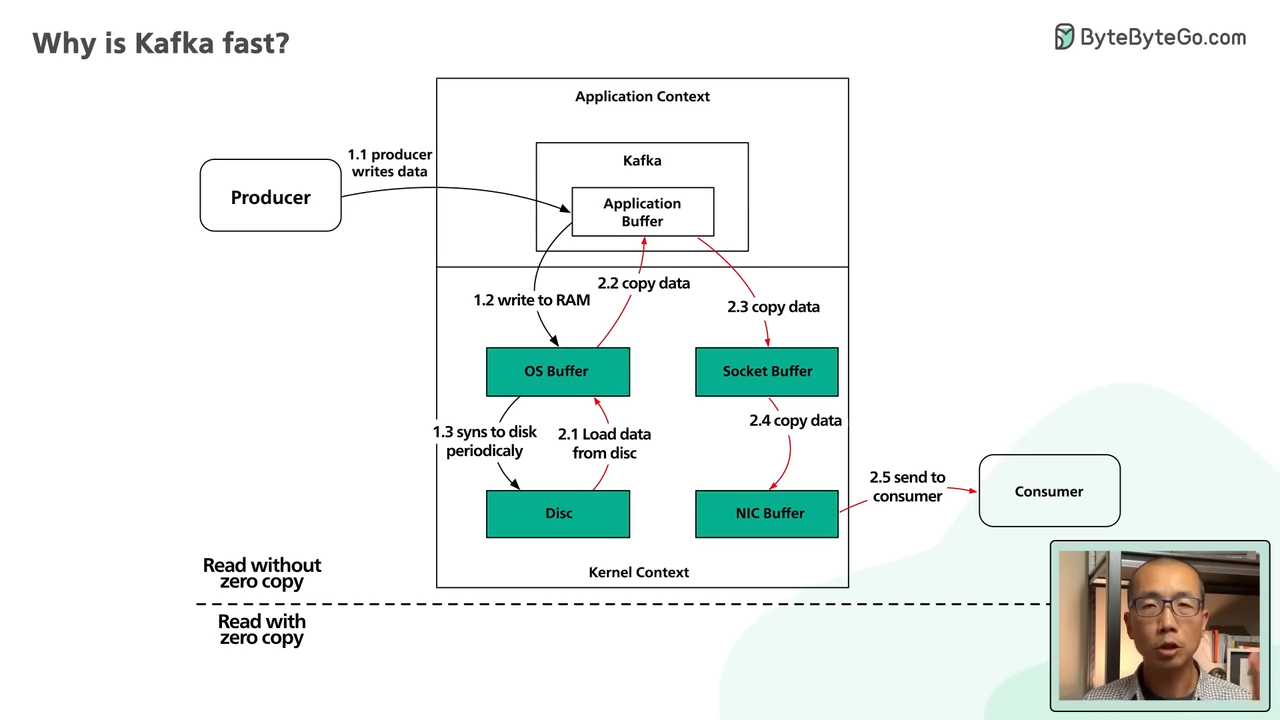 Why is Kafka fast?
ByteByteGo.com
Application Context
1.1 producer
writes data
Kafka
Producer
Application
Buffer
2.2 copy data
1.2 write to RAM
2.3 copy data
OS Buffer
Socket Buffer
1.3 syns to disk
periodicaly
2.1 Load data
from disc
2.4 copy data
2.5 send to
consumer
Consumer
Disc
NIC Buffer
Kernel Context
Read without
zero copy
Read with
zero copy